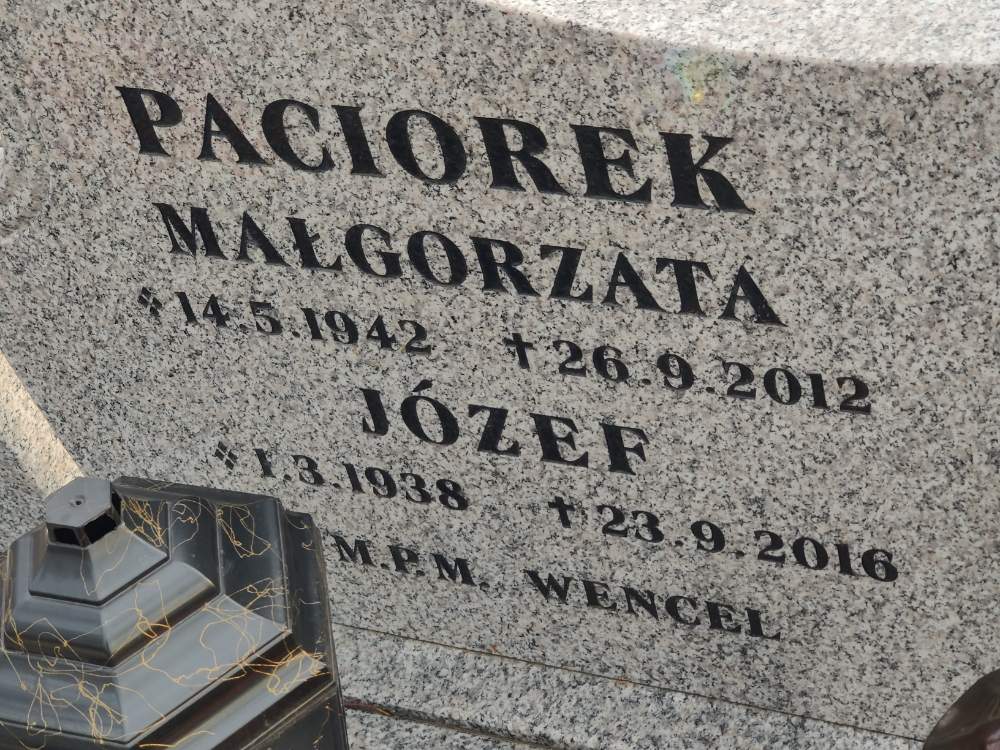 PACIOREK
MAŁGORZATA
14.5.1942 † 26.9.2012
JÓZEF
1.3.1938 † 23.9.2016
M.P.M. WENCEL